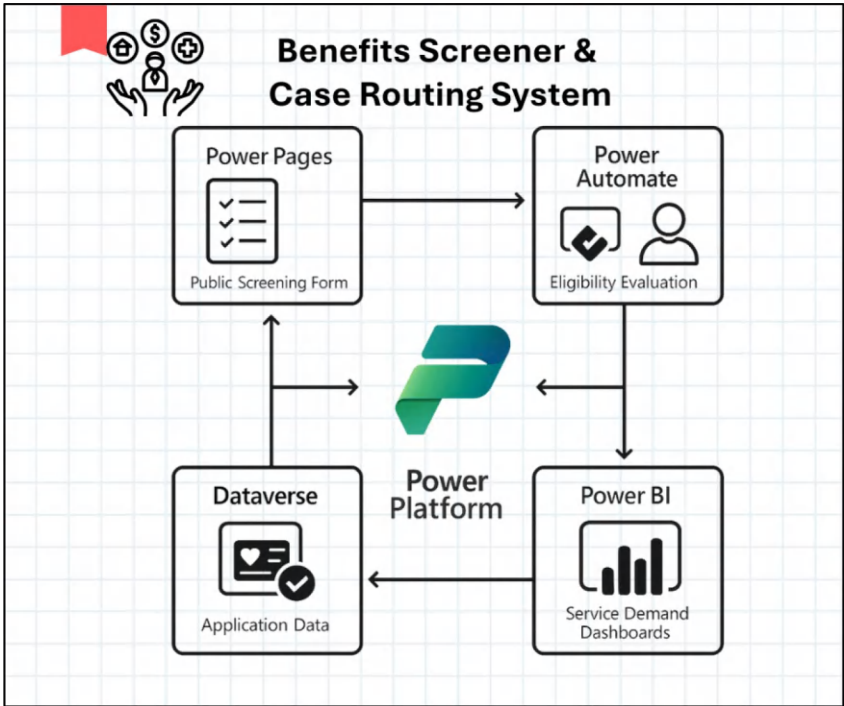 Benefits Screener &
Case Routing System
Power Pages
Public Screening Form
Power
Automate
Eligibility Evaluation
Power
Platform
Dataverse
Application Data
Power BI
Service Demand
Dashboards